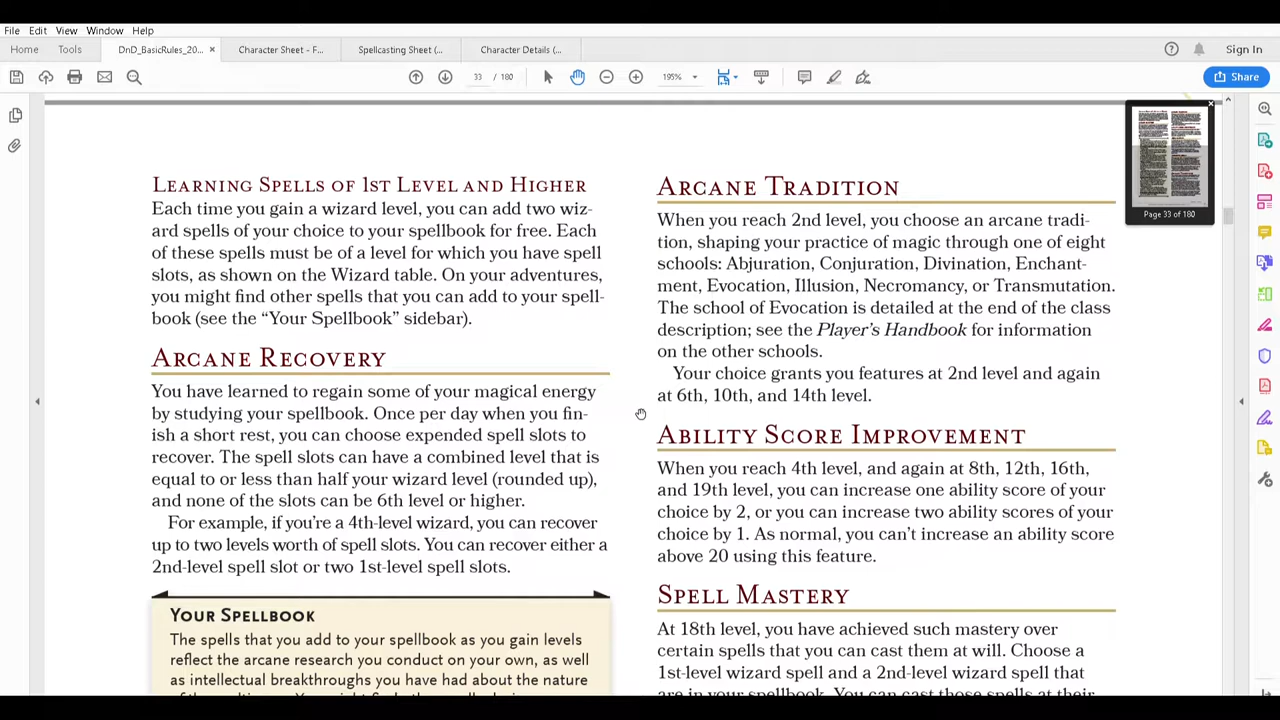 File Edit View Window Help
Home Tools DnD_BasicRules_20... × Character Sheet - F... Spellcasting Sheet (... Character Details (... Sign In
33 / 180 195% Share
Learning Spells of 1st Level and Higher
Each time you gain a wizard level, you can add two wiz-
ard spells of your choice to your spellbook for free. Each
of these spells must be of a level for which you have spell
slots, as shown on the Wizard table. On your adventures,
you might find other spells that you can add to your spell-
book (see the “Your Spellbook” sidebar).
Arcane Recovery
You have learned to regain some of your magical energy
by studying your spellbook. Once per day when you fin-
ish a short rest, you can choose expended spell slots to
recover. The spell slots can have a combined level that is
equal to or less than half your wizard level (rounded up),
and none of the slots can be 6th level or higher.
For example, if you’re a 4th-level wizard, you can recover
up to two levels worth of spell slots. You can recover either a
2nd-level spell slot or two 1st-level spell slots.
Your Spellbook
The spells that you add to your spellbook as you gain levels
reflect the arcane research you conduct on your own, as well
as intellectual breakthroughs you have had about the nature
Arcane Tradition
When you reach 2nd level, you choose an arcane tradi-
tion, shaping your practice of magic through one of eight
schools: Abjuration, Conjuration, Divination, Enchant-
ment, Evocation, Illusion, Necromancy, or Transmutation.
The school of Evocation is detailed at the end of the class
description; see the Player’s Handbook for information
on the other schools.
Your choice grants you features at 2nd level and again
at 6th, 10th, and 14th level.
Ability Score Improvement
When you reach 4th level, and again at 8th, 12th, 16th,
and 19th level, you can increase one ability score of your
choice by 2, or you can increase two ability scores of your
choice by 1. As normal, you can’t increase an ability score
above 20 using this feature.
Spell Mastery
At 18th level, you have achieved such mastery over
certain spells that you can cast them at will. Choose a
1st-level wizard spell and a 2nd-level wizard spell that
are in your spellbook. You can cast those spells at their
Page 33 of 180